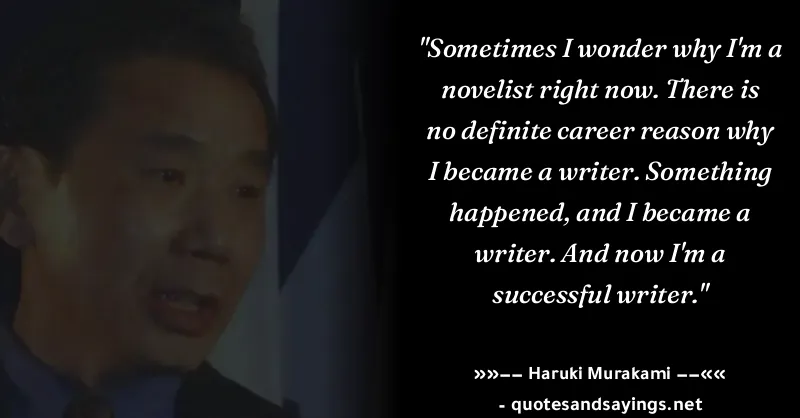 "Sometimes I wonder why I'm a
novelist right now. There is
no definite career reason why
I became a writer. Something
happened, and I became a
writer. And now I'm a
successful writer."
»»―― Haruki Murakami ――««
- quotesandsayings.net